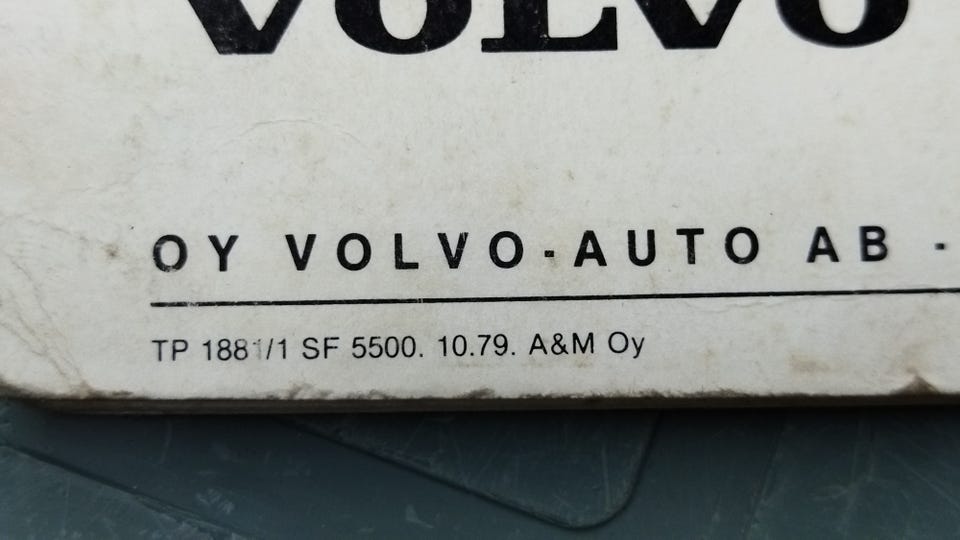 VOLVO
OY VOLVO-AUTO AB -
TP 1881/1 SF 5500. 10.79. A&M Oy